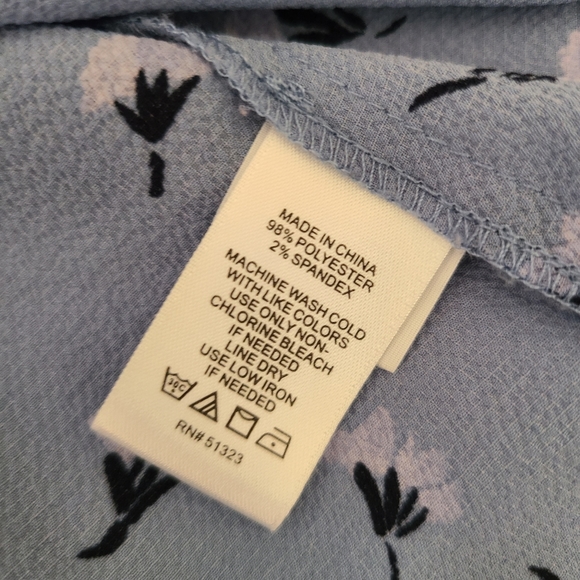 MADE IN CHINA
98% POLYESTER
2% SPANDEX
MACHINE WASH COLD
WITH LIKE COLORS
USE ONLY NON-
CHLORINE BLEACH
IF NEEDED
LINE DRY
USE LOW IRON
IF NEEDED
30C
RN# 51323